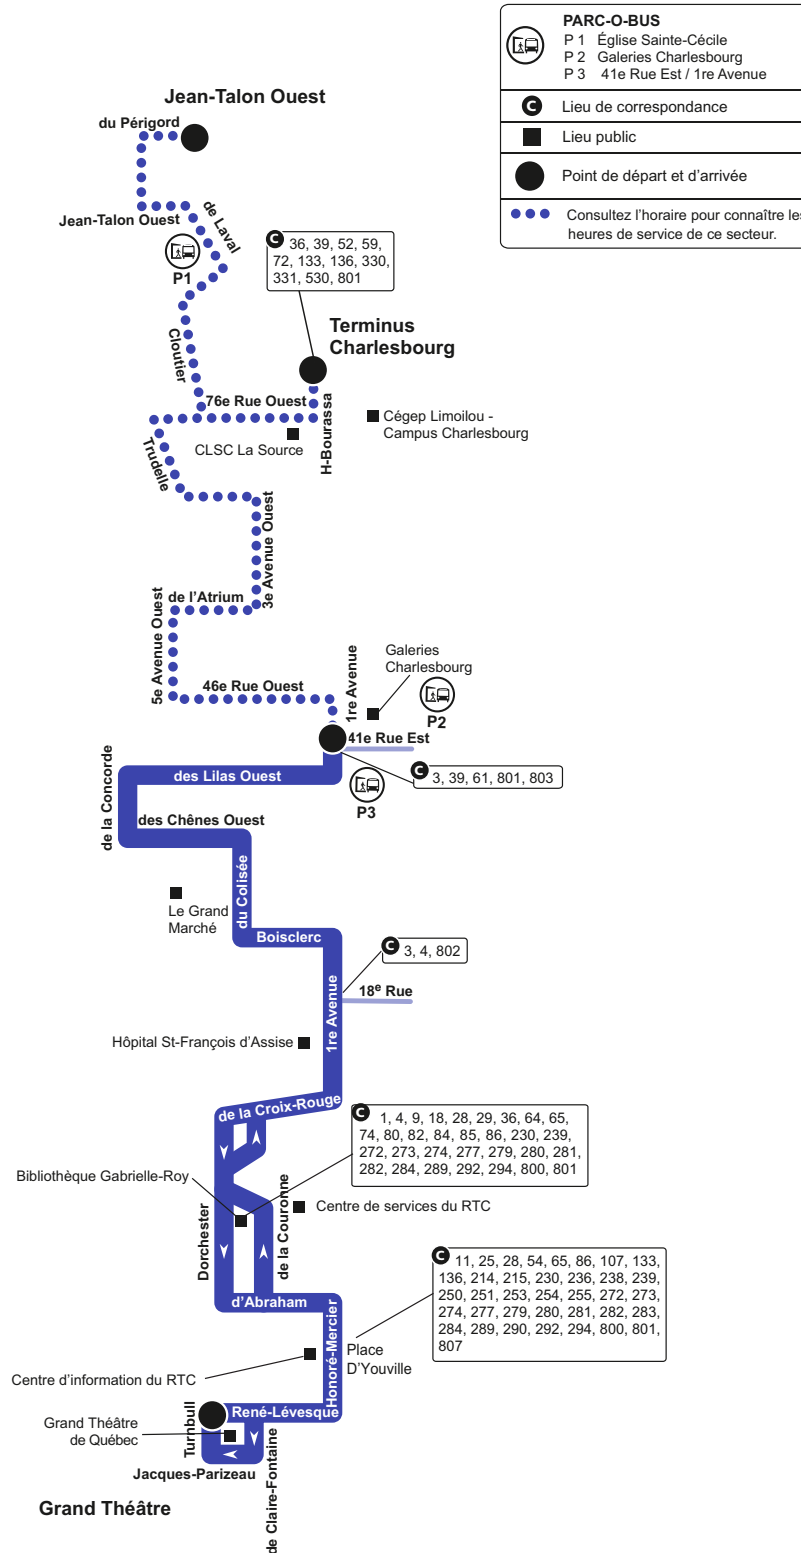 PARC-O-BUS
P 1 Église Sainte-Cécile
P 2 Galeries Charlesbourg
P 3 41e Rue Est / 1re Avenue
C Lieu de correspondance
Lieu public
Point de départ et d'arrivée
Consultez l'horaire pour connaître les
heures de service de ce secteur.
Jean-Talon Ouest
du Périgord
Jean-Talon Ouest
de Laval
P1
C 36, 39, 52, 59,
72, 133, 136, 330,
331, 530, 801
Cloutier
Terminus
Charlesbourg
76e Rue Ouest
H-Bourassa
Cégep Limoilou -
Campus Charlesbourg
CLSC La Source
Trudelle
3e Avenue Ouest
de l'Atrium
5e Avenue Ouest
46e Rue Ouest
1re Avenue
Galeries
Charlesbourg
P2
41e Rue Est
des Lilas Ouest
C 3, 39, 61, 801, 803
P3
de la Concorde
des Chênes Ouest
du Colisée
Le Grand
Marché
Boisclerc
C 3, 4, 802
18e Rue
1re Avenue
Hôpital St-François d'Assise
de la Croix-Rouge
C 1, 4, 9, 18, 28, 29, 36, 64, 65,
74, 80, 82, 84, 85, 86, 230, 239,
272, 273, 274, 277, 279, 280, 281,
282, 284, 289, 292, 294, 800, 801
Bibliothèque Gabrielle-Roy
Centre de services du RTC
Dorchester
de la Couronne
d'Abraham
C 11, 25, 28, 54, 65, 86, 107, 133,
136, 214, 215, 230, 236, 238, 239,
250, 251, 253, 254, 255, 272, 273,
274, 277, 279, 280, 281, 282, 283,
284, 289, 290, 292, 294, 800, 801,
807
Honoré-Mercier
Place
D'Youville
Centre d'information du RTC
René-Lévesque
Grand Théâtre
de Québec
Turnbull
Jacques-Parizeau
de Claire-Fontaine
Grand Théâtre